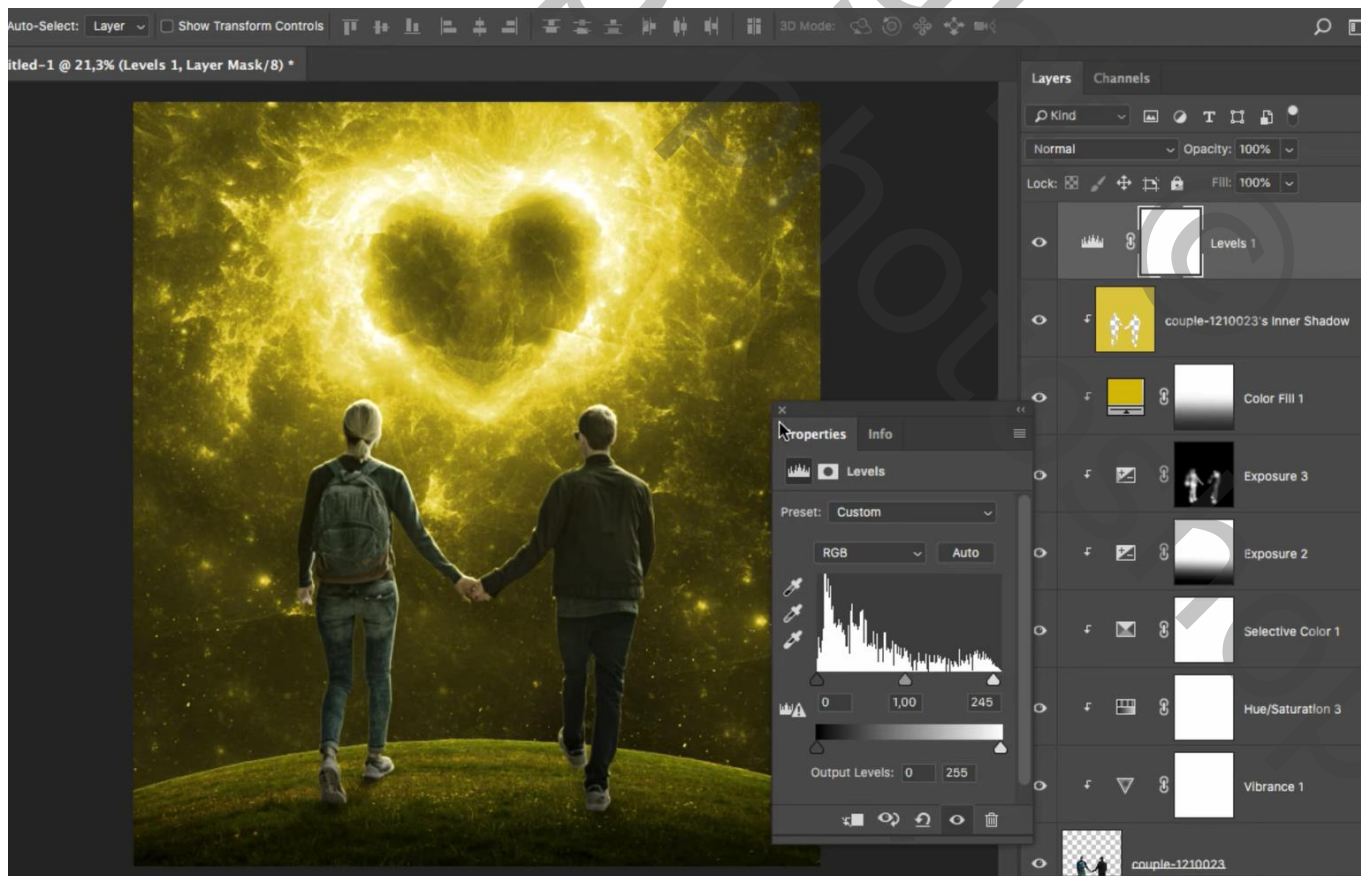 Auto-Select: Layer Show Transform Controls 3D Mode:
itled-1 @ 21,3% (Levels 1, Layer Mask/8) *
Layers Channels
Kind
Normal Opacity: 100%
Lock: Fill: 100%
Levels 1
couple-1210023's Inner Shadow
Color Fill 1
Exposure 3
Exposure 2
Selective Color 1
Hue/Saturation 3
Vibrance 1
couple-1210023
Properties Info
Levels
Preset: Custom
RGB Auto
0 1,00 245
Output Levels: 0 255